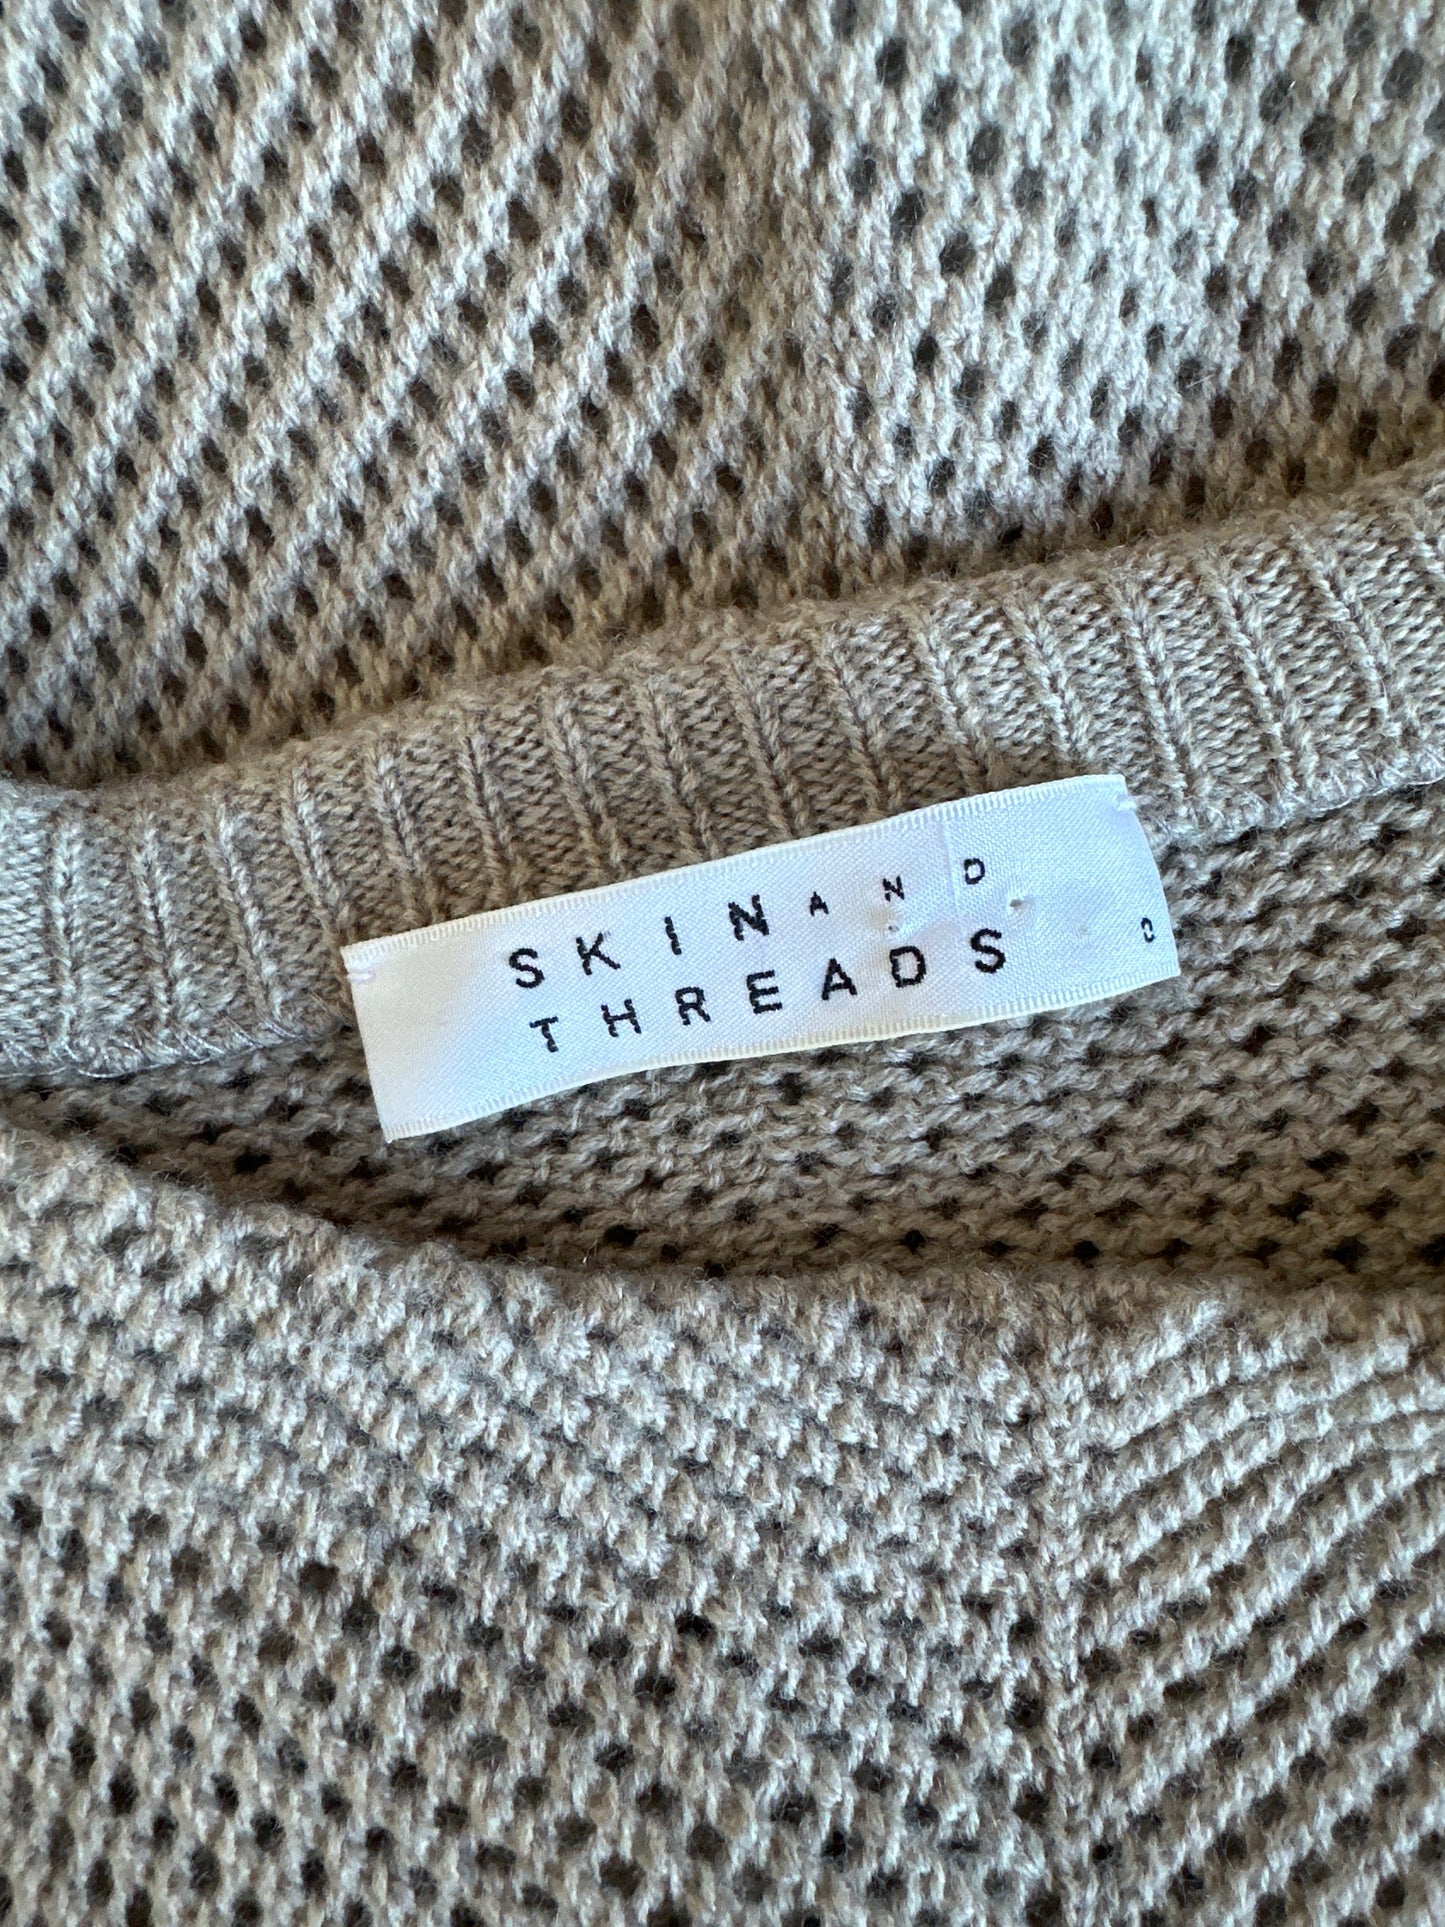 SKIN AND
THREADS
0